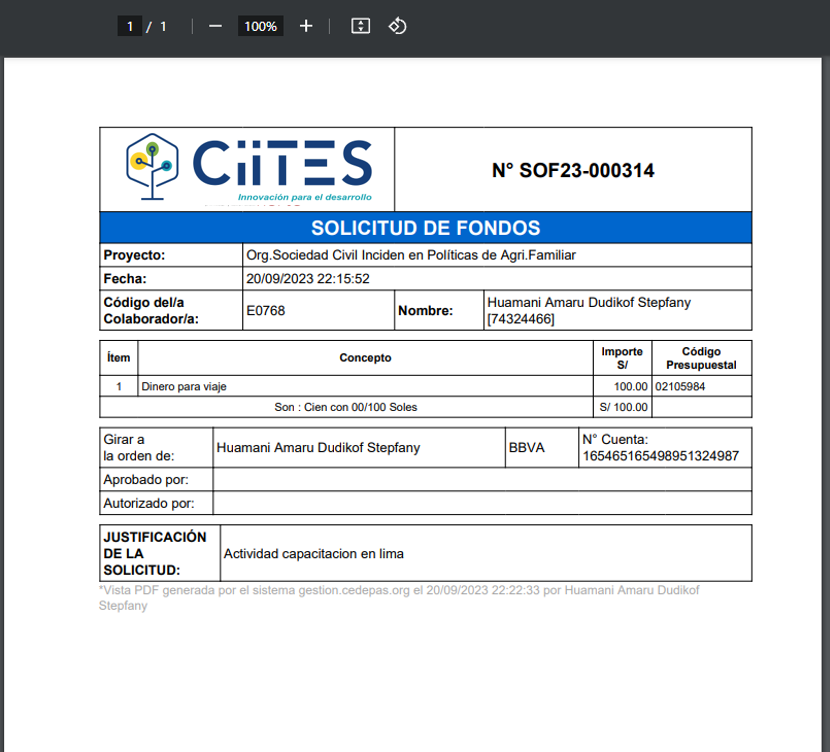 1 / 1
100%
CiiTES
Innovación para el desarrollo
N° SOF23-000314
SOLICITUD DE FONDOS
Proyecto: Org.Sociedad Civil Inciden en Políticas de Agri.Familiar
Fecha: 20/09/2023 22:15:52
Código del/a
Colaborador/a:
E0768
Nombre:
Huamani Amaru Dudikof Stepfany
[74324466]
Ítem
Concepto
Importe
S/
Código
Presupuestal
1 Dinero para viaje 100.00 02105984
Son : Cien con 00/100 Soles S/ 100.00
Girar a
la orden de:
Huamani Amaru Dudikof Stepfany
BBVA
N° Cuenta:
165465165498951324987
Aprobado por:
Autorizado por:
JUSTIFICACIÓN
DE LA
SOLICITUD:
Actividad capacitacion en lima
*Vista PDF generada por el sistema gestion.cedepas.org el 20/09/2023 22:22:33 por Huamani Amaru Dudikof
Stepfany